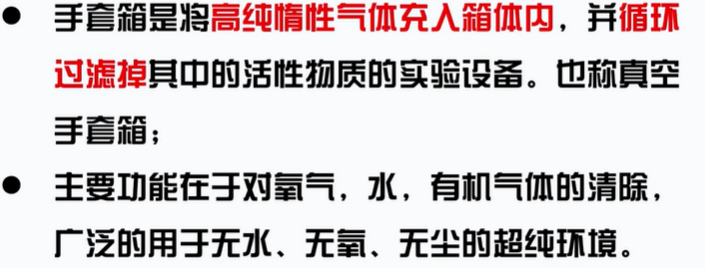 ● 手套箱是将高纯惰性气体充入箱体内，并循环
过滤掉其中的活性物质的实验设备。也称真空
手套箱；
● 主要功能在于对氧气，水，有机气体的清除，
广泛的用于无水、无氧、无尘的超纯环境。